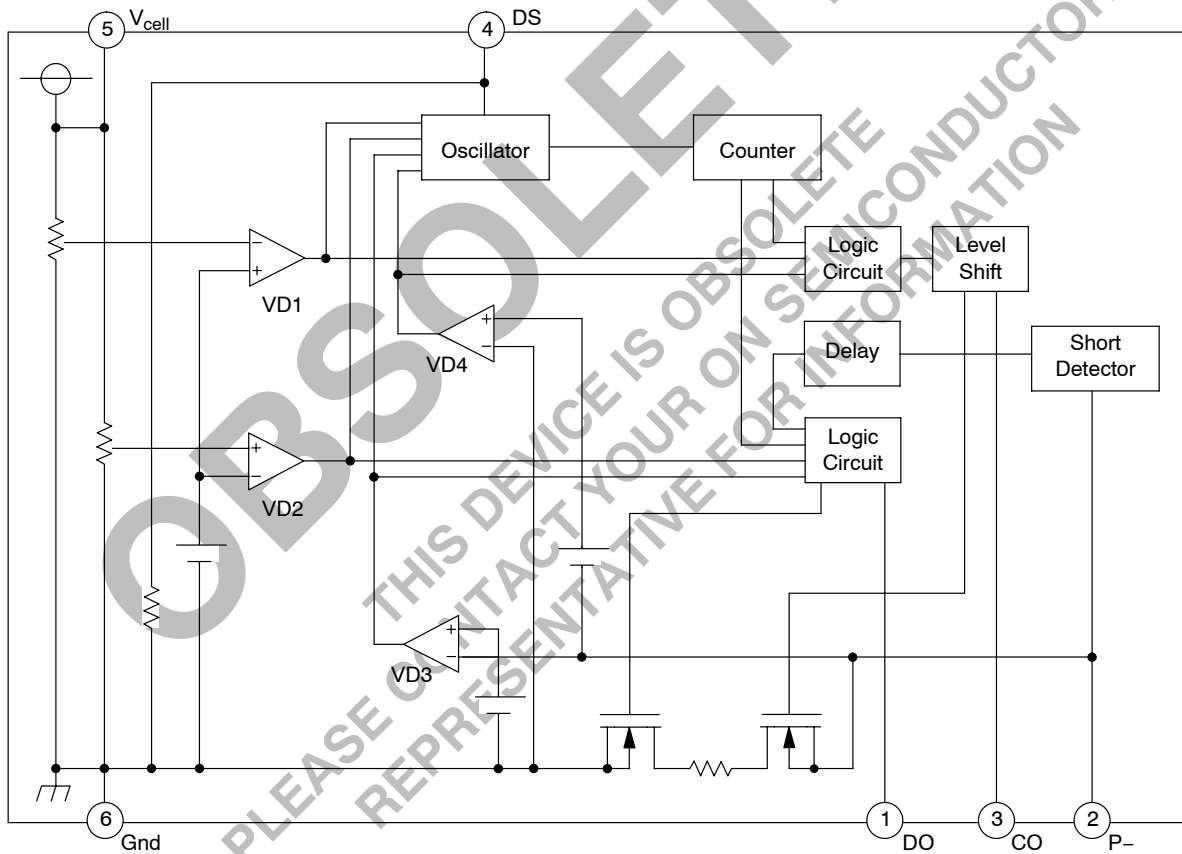 5 V_cell
4 DS
Oscillator
Counter
−
+
VD1
Logic
Circuit
Level
Shift
+
−
VD4
Delay
Short
Detector
+
−
VD2
Logic
Circuit
+
−
VD3
6
Gnd
1
DO
3
CO
2
P−
OBSOLETE
THIS DEVICE IS OBSOLETE
PLEASE CONTACT YOUR ON SEMICONDUCTOR
REPRESENTATIVE FOR INFORMATION